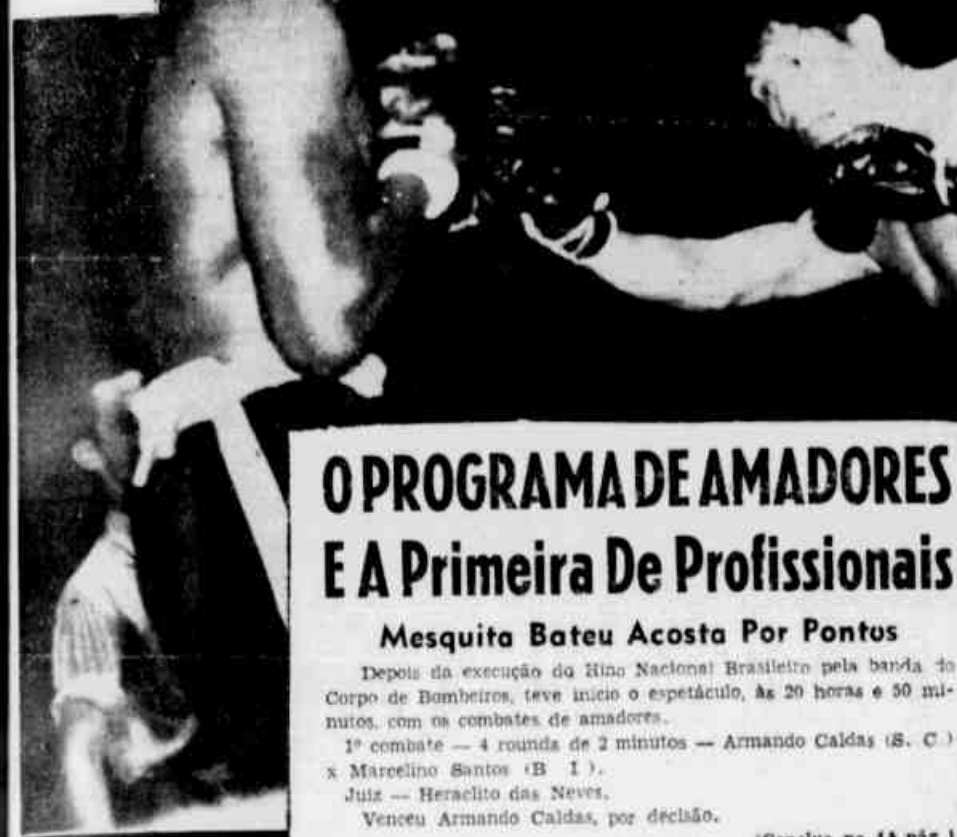 O PROGRAMA DE AMADORES
E A Primeira De Profissionais
Mesquita Bateu Acosta Por Pontos
Depois da execução do Hino Nacional Brasileiro pela banda do
Corpo de Bombeiros, teve inicio o espetáculo, às 20 horas e 50 mi-
nutos, com os combates de amadores.
1º combate — 4 rounds de 2 minutos — Armando Caldas (S. C )
x Marcelino Santos (B I ).
Juiz — Heraclito das Neves.
Venceu Armando Caldas, por decisão.